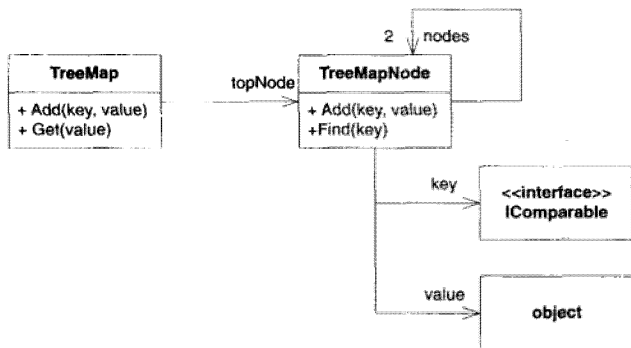 2 nodes
TreeMap
topNode
TreeMapNode
+ Add(key, value)
+ Get(value)
+ Add(key, value)
+Find(key)
key
<<interface>>
IComparable
value
object